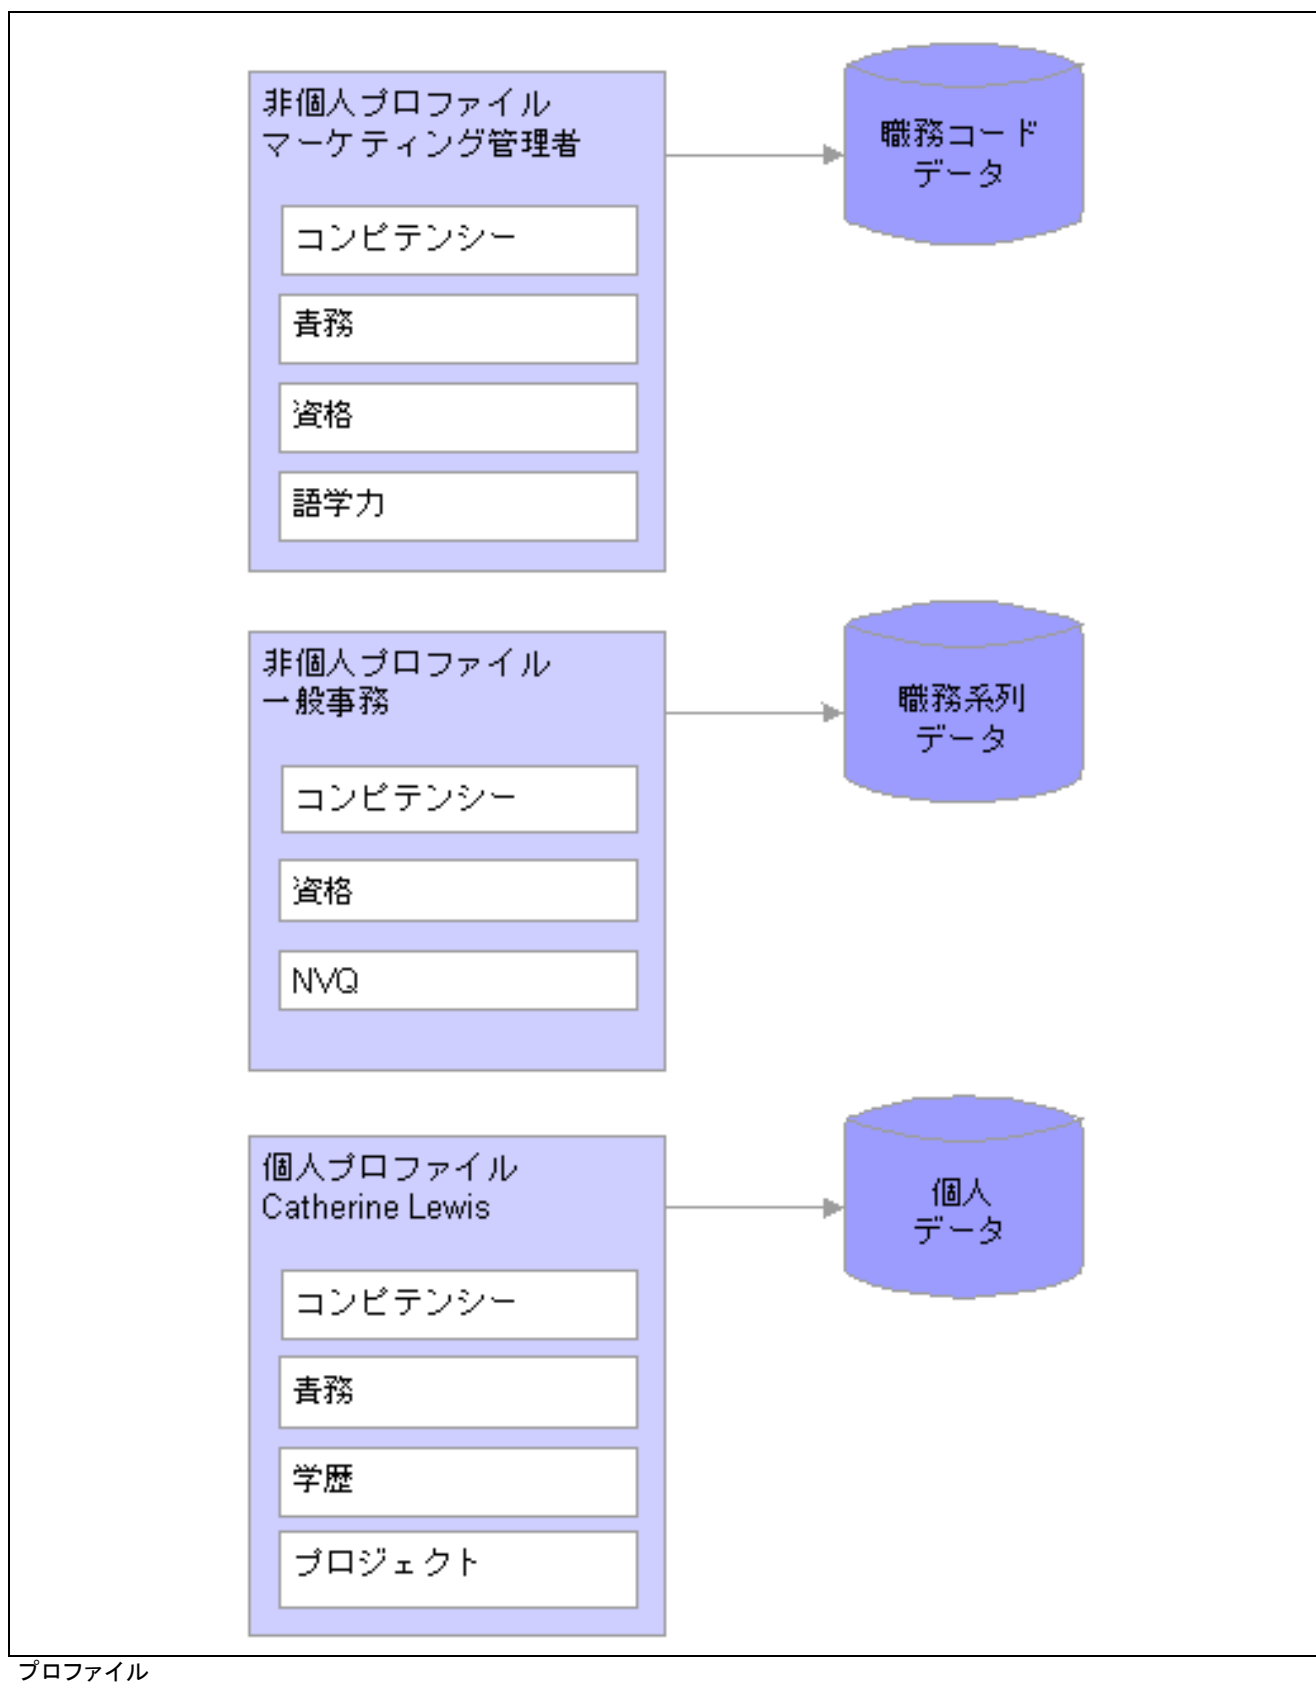 非個人プロファイル
マーケティング管理者
コンピテンシー
責務
資格
語学力
職務コード
データ
非個人プロファイル
一般事務
コンピテンシー
資格
NVQ
職務系列
データ
個人プロファイル
Catherine Lewis
コンピテンシー
責務
学歴
プロジェクト
個人
データ
プロファイル